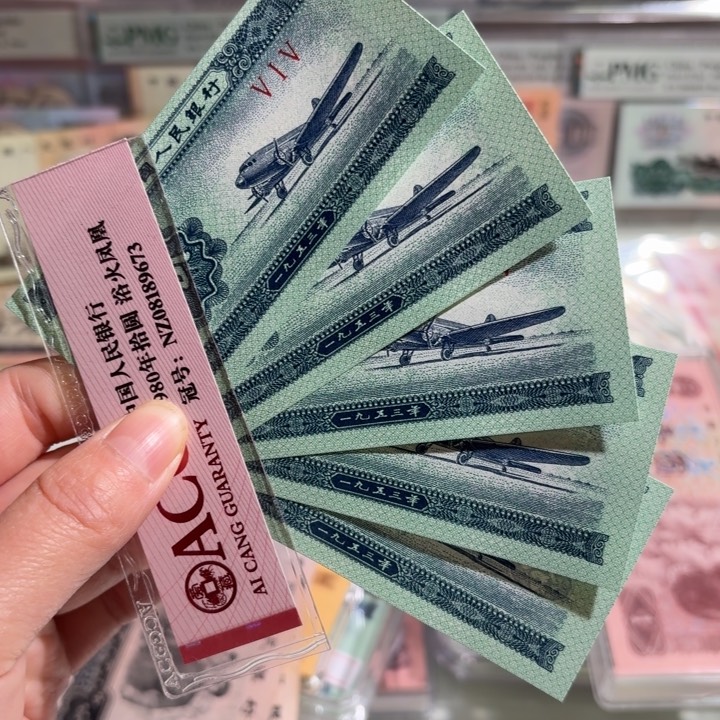 人民银行
VIV
一九五三年
一九五三年
一九五三年
一九五三年
一九五三年
中国人民银行
1980年拾圆 浴火凤凰
冠号: NZ08189673
ACG
AI CANG GUARANTY
PMG
PMG